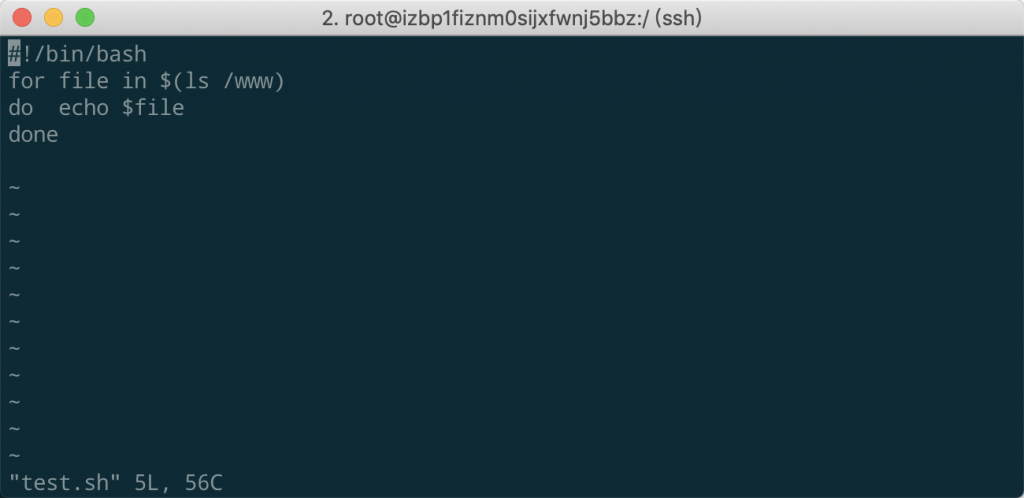 2. root@izbp1fiznm0sijxfwnj5bbz:/ (ssh)
#!/bin/bash
for file in $(ls /www)
do  echo $file
done

~
~
~
~
~
~
~
~
~
~
~
"test.sh" 5L, 56C